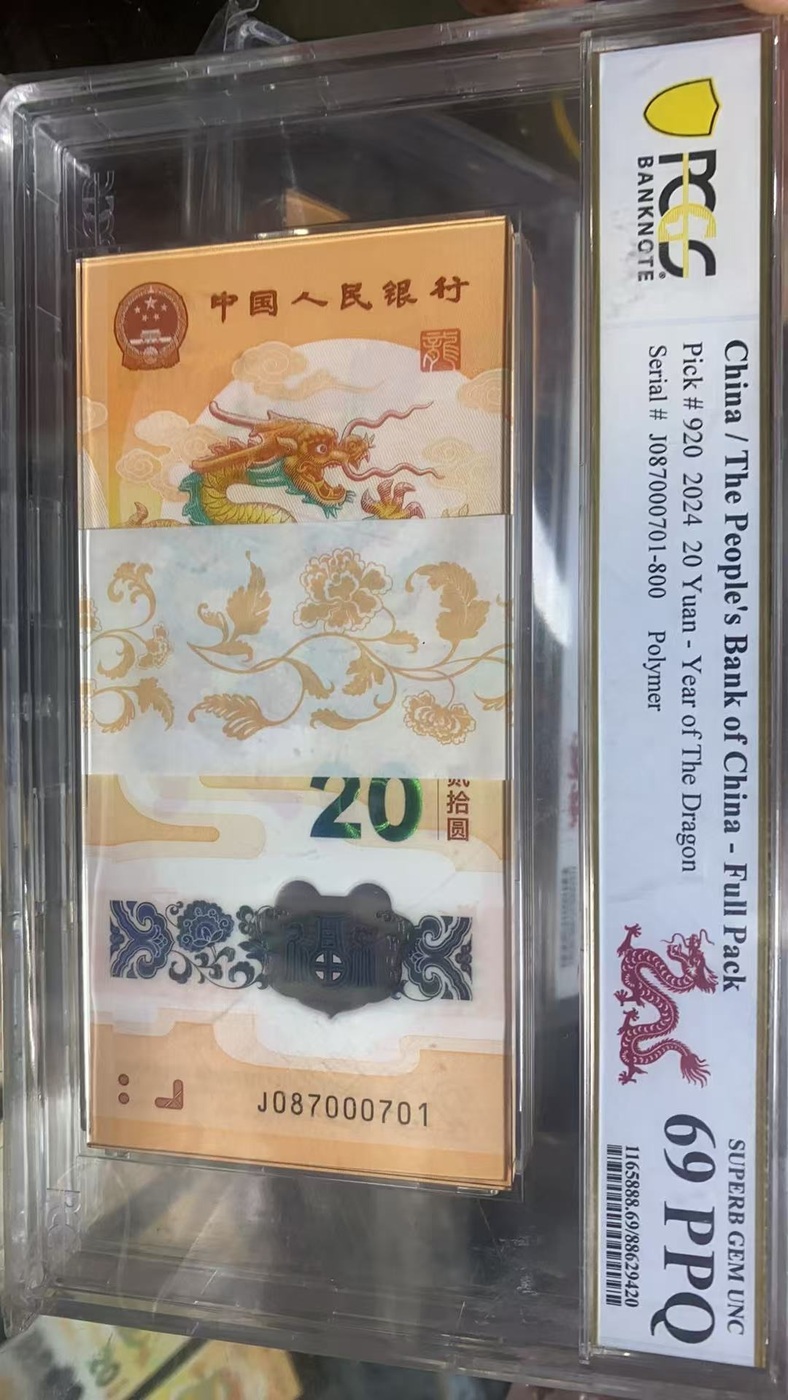 PCGS
BANKNOTE
China / The People's Bank of China - Full Pack
Pick # 920 2024 20 Yuan - Year of The Dragon
Serial # J087000701-800 Polymer
SUPERB GEM UNC
69 PPQ
1165888.69/88629420
中国人民银行
龍
20
贰拾圆
J087000701